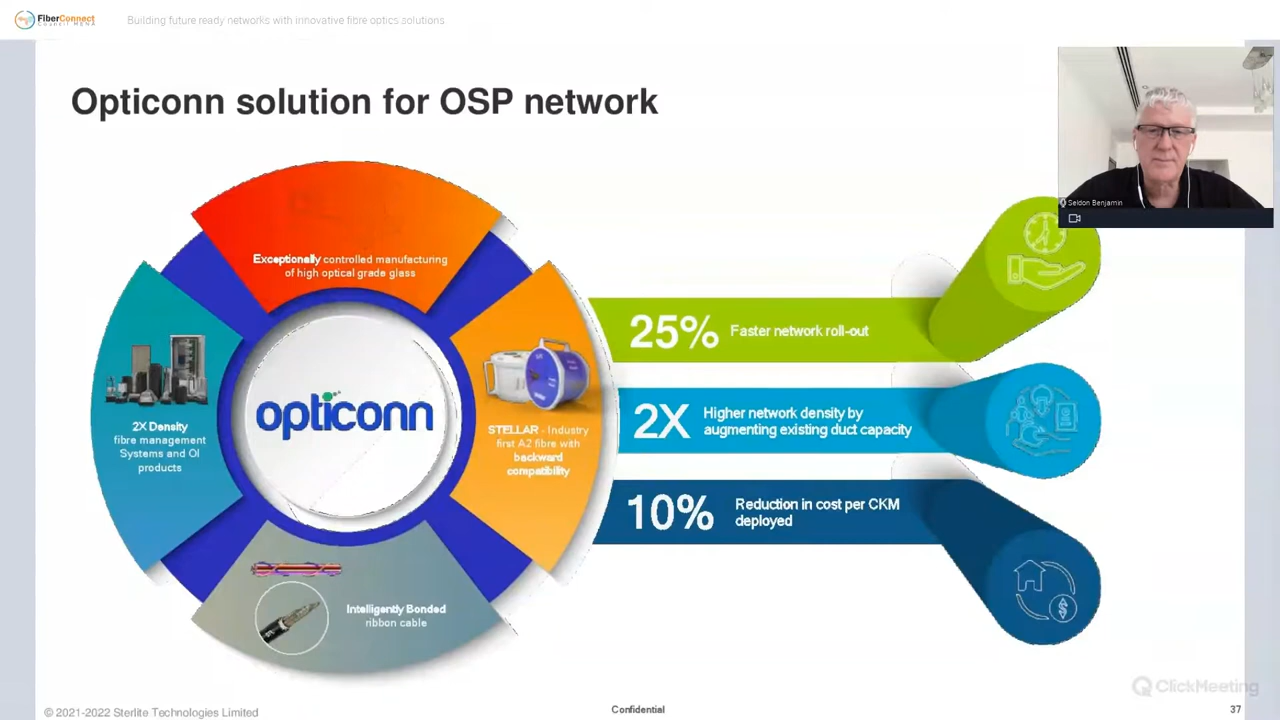 FiberConnect
Council MENA
Building future ready networks with innovative fibre optics solutions
Opticonn solution for OSP network
Seldon Benjamin
Exceptionally controlled manufacturing
of high optical grade glass
2X Density
fibre management
Systems and OI
products
opticonn
STELLAR - Industry
first A2 fibre with
backward
compatibility
Intelligently Bonded
ribbon cable
25% Faster network roll-out
2X Higher network density by
augmenting existing duct capacity
10% Reduction in cost per CKM
deployed
ClickMeeting
© 2021-2022 Sterlite Technologies Limited
Confidential
37